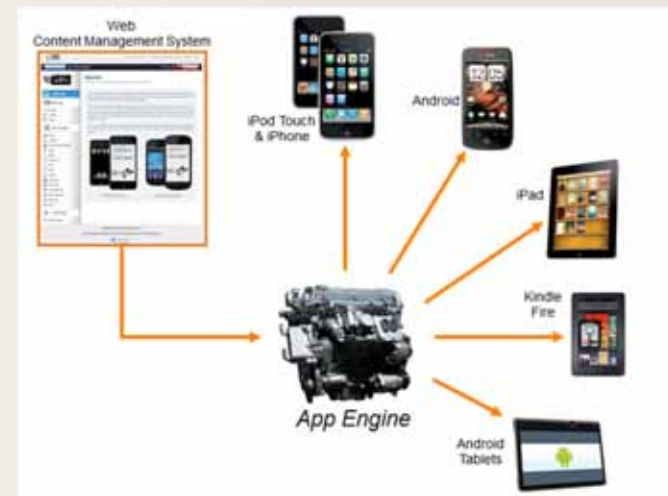 Web
Content Management System
iPod Touch
& iPhone
Android
iPad
Kindle
Fire
App Engine
Android
Tablets